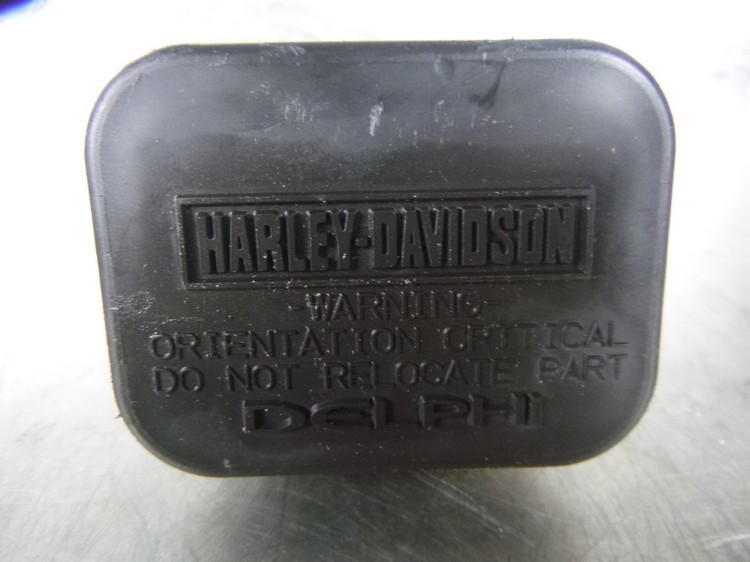 HARLEY-DAVIDSON
-WARNING-
ORIENTATION CRITICAL
DO NOT RELOCATE PART
DELPHI